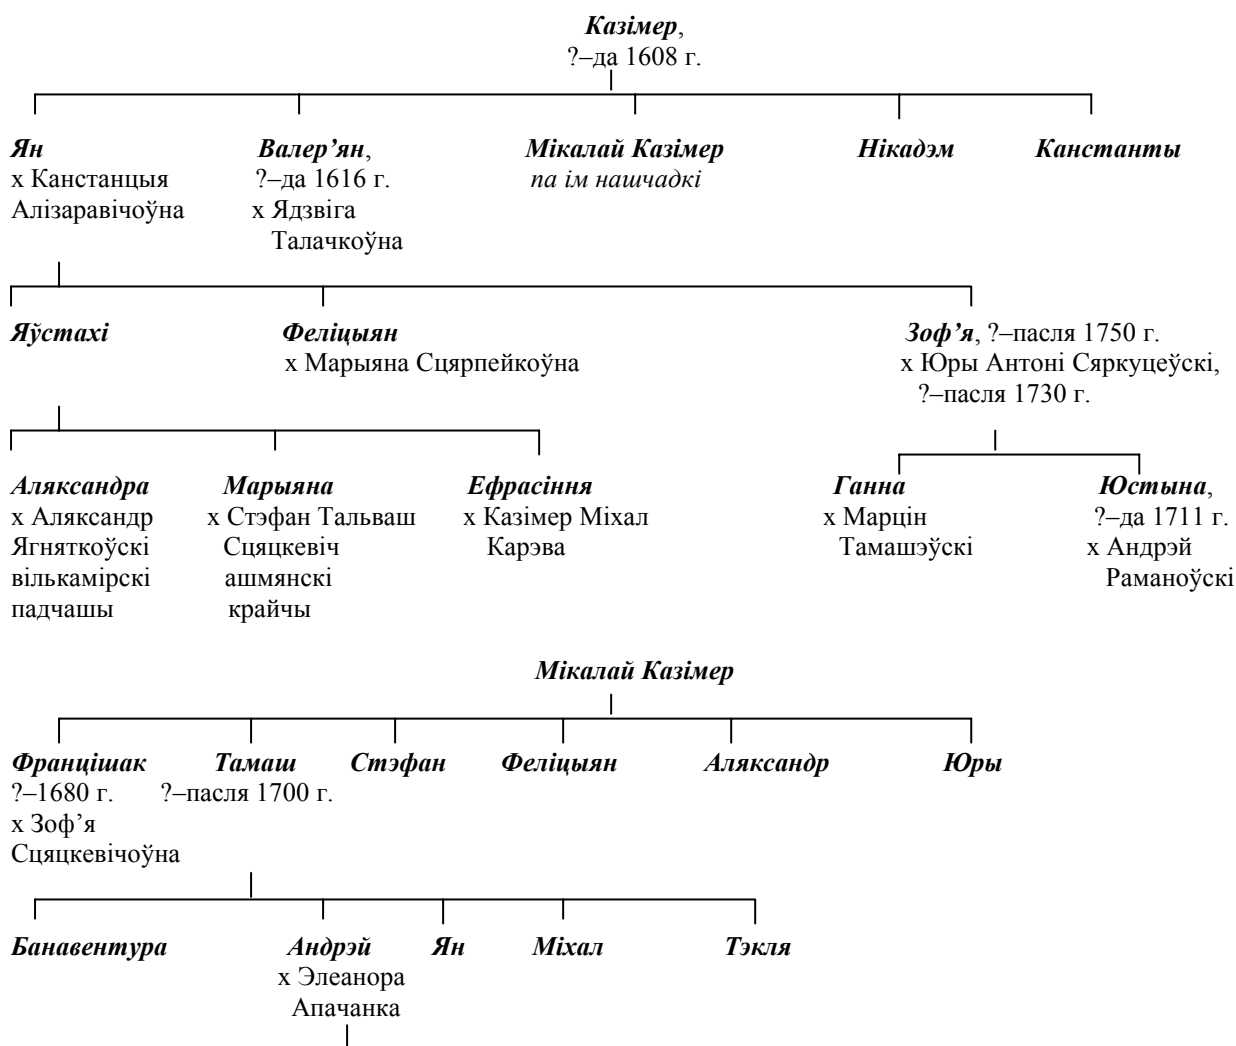 Казімер,
?–да 1608 г.
Ян
х Канстанцыя
Алізаравічоўна
Валер’ян,
?–да 1616 г.
х Ядзвіга
Талачкоўна
Мікалай Казімер
па ім нашчадкі
Нікадэм
Канстанты
Яўстахі
Феліцыян
х Марыяна Сцярпейкоўна
Зоф’я, ?–пасля 1750 г.
х Юры Антоні Сяркуцеўскі,
?–пасля 1730 г.
Аляксандра
х Аляксандр
Ягняткоўскі
вількамірскі
падчашы
Марыяна
х Стэфан Тальваш
Сцяцкевіч
ашмянскі
крайчы
Ефрасіння
х Казімер Міхал
Карэва
Ганна
х Марцін
Тамашэўскі
Юстына,
?–да 1711 г.
х Андрэй
Раманоўскі
Мікалай Казімер
Францішак
?–1680 г.
х Зоф’я
Сцяцкевічоўна
Тамаш
?–пасля 1700 г.
Стэфан
Феліцыян
Аляксандр
Юры
Банавентура
Андрэй
х Элеанора
Апачанка
Ян
Міхал
Тэкля